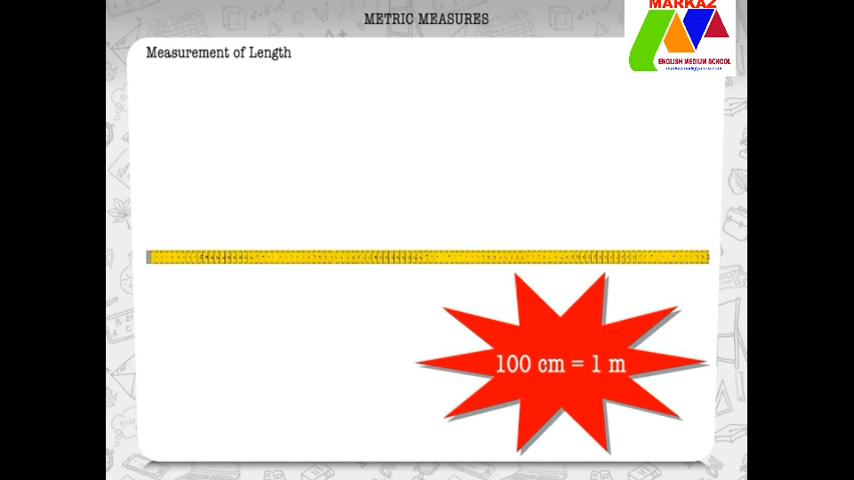 METRIC MEASURES
MARKAZ
ENGLISH MEDIUM SCHOOL
Measurement of Length
100 cm = 1 m